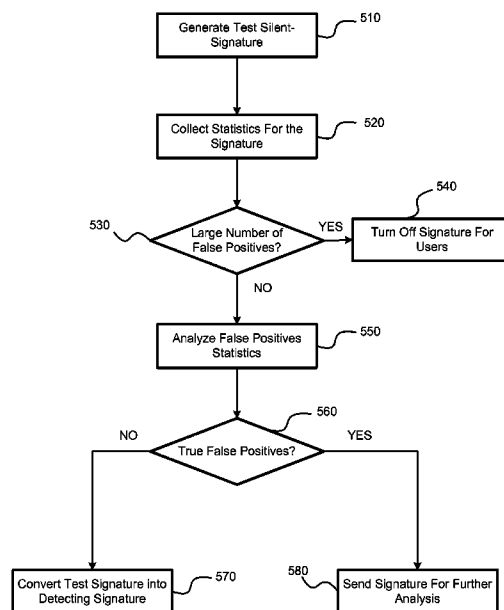 Generate Test Silent-
Signature
510
Collect Statistics For the
Signature
520
530
Large Number of
False Positives?
YES
540
Turn Off Signature For
Users
NO
Analyze False Positives
Statistics
550
560
NO
True False Positives?
YES
Convert Test Signature into
Detecting Signature
570
580
Send Signature For Further
Analysis